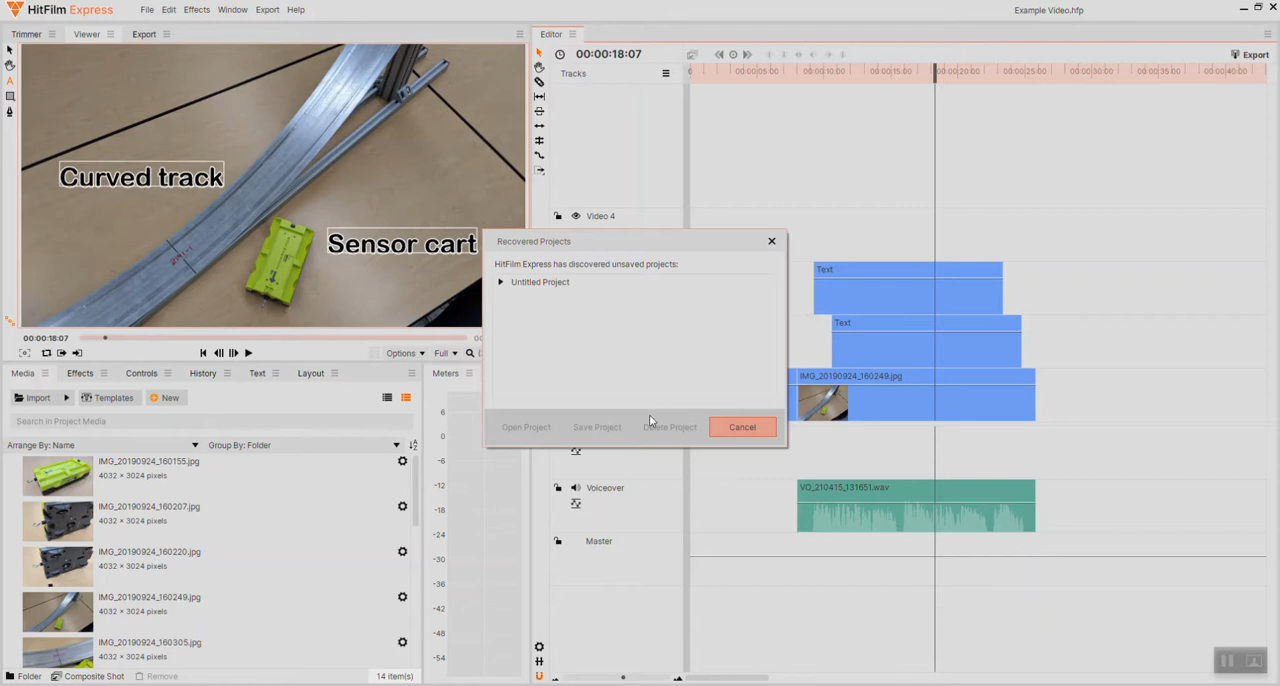 HitFilm Express
File Edit Effects Window Export Help
Example Video.hfp
Trimmer Viewer Export
Curved track
Sensor cart
00:00:18:07
Options Full
Media Effects Controls History Text Layout
Import Templates New
Search in Project Media
Arrange By: Name Group By: Folder
IMG_20190924_160155.jpg
4032 × 3024 pixels
IMG_20190924_160207.jpg
4032 × 3024 pixels
IMG_20190924_160220.jpg
4032 × 3024 pixels
IMG_20190924_160249.jpg
4032 × 3024 pixels
IMG_20190924_160305.jpg
4032 × 3024 pixels
Folder Composite Shot Remove 14 item(s)
Meters
6
0
-6
-12
-18
-24
-30
-36
-42
-48
-54
Recovered Projects
HitFilm Express has discovered unsaved projects:
Untitled Project
Open Project Save Project Delete Project Cancel
Editor
00:00:18:07
Export
Tracks
0 00:00:05:00 00:00:10:00 00:00:15:00 00:00:20:00 00:00:25:00 00:00:30:00 00:00:35:00 00:00:40:00
Video 4
Text
Text
IMG_20190924_160249.jpg
Voiceover
VO_210415_131651.wav
Master